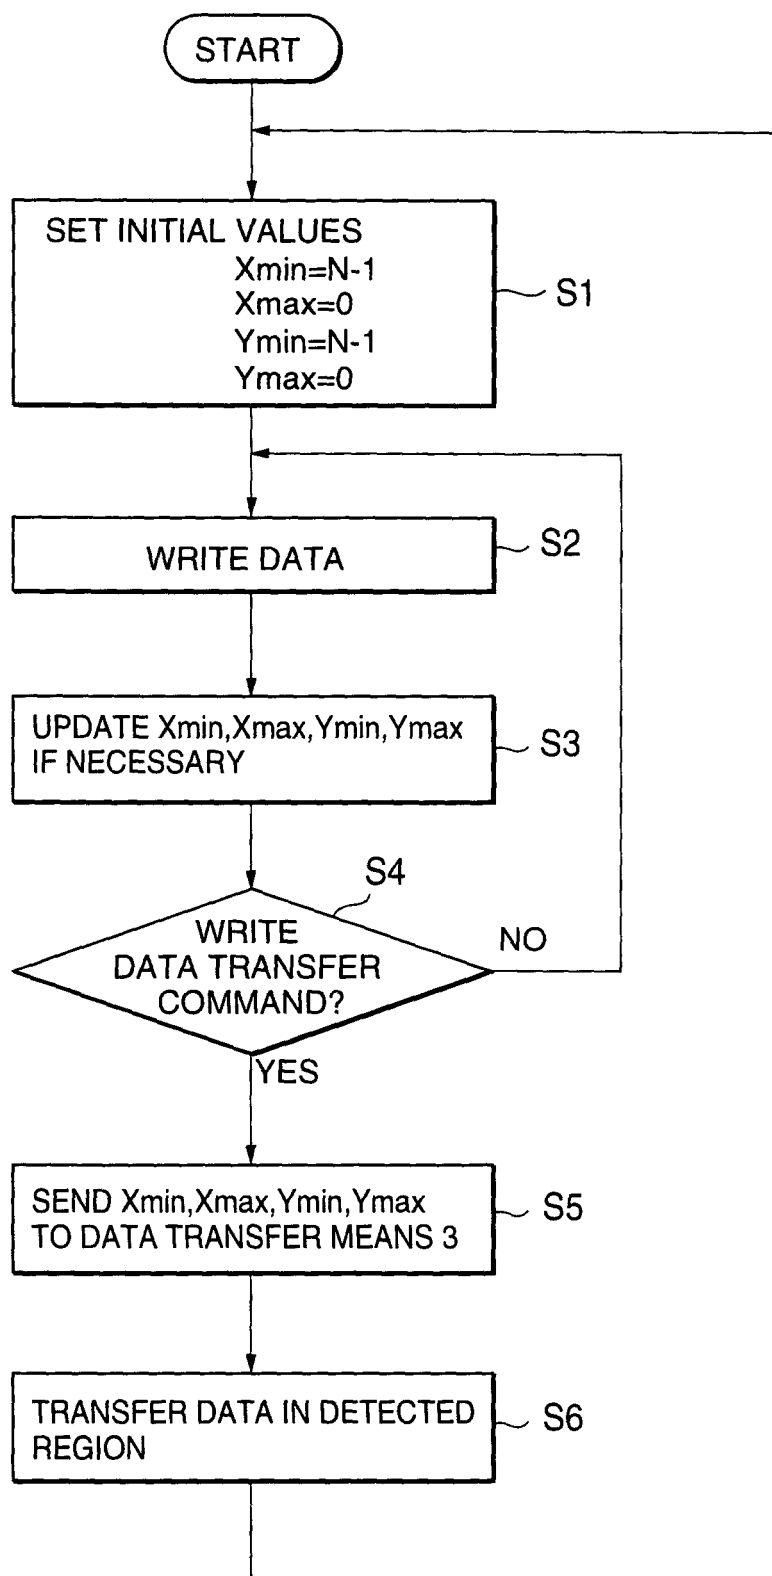 START
SET INITIAL VALUES
Xmin=N-1
Xmax=0
Ymin=N-1
Ymax=0
S1
WRITE DATA
S2
UPDATE Xmin,Xmax,Ymin,Ymax
IF NECESSARY
S3
S4
WRITE
DATA TRANSFER
COMMAND?
NO
YES
SEND Xmin,Xmax,Ymin,Ymax
TO DATA TRANSFER MEANS 3
S5
TRANSFER DATA IN DETECTED
REGION
S6